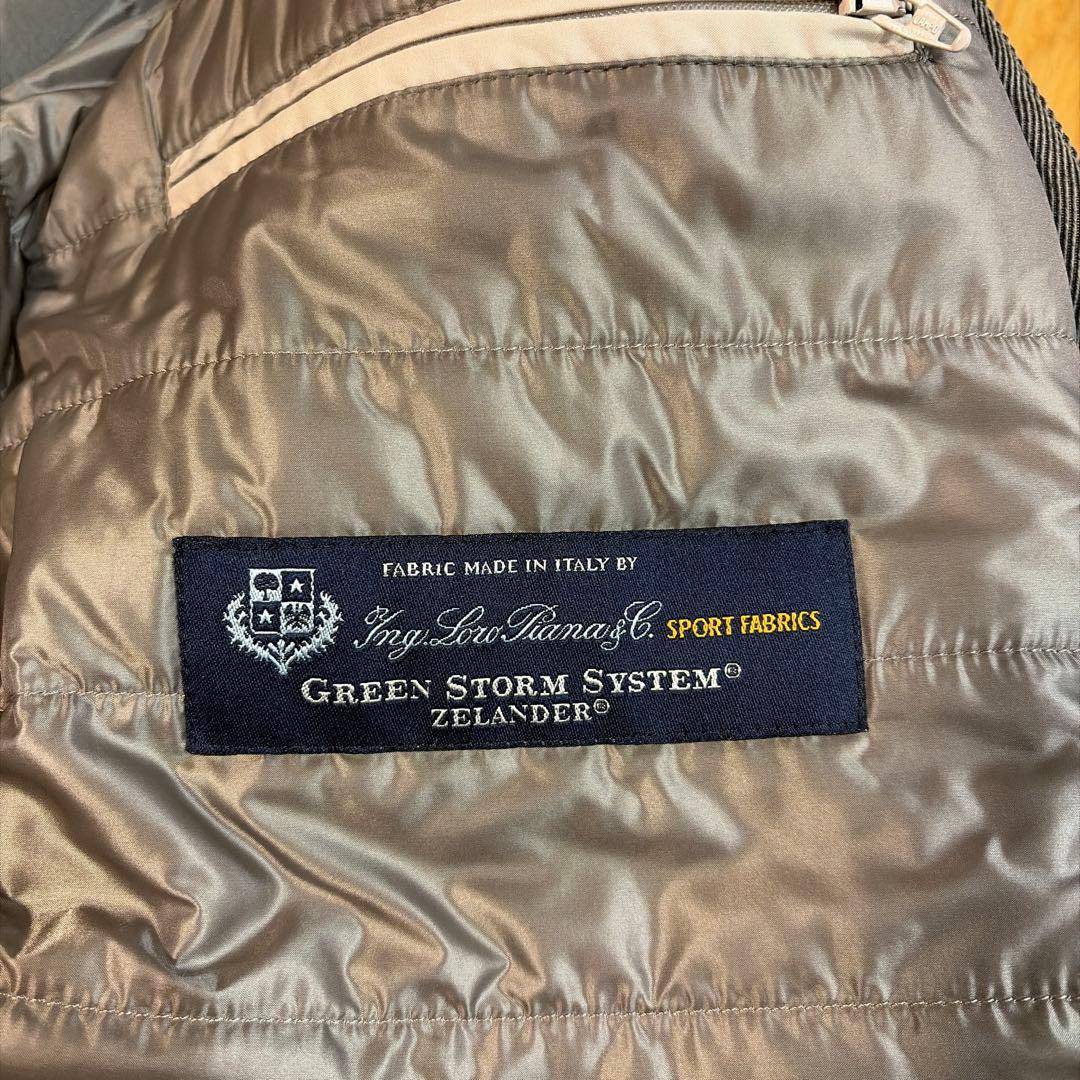 FABRIC MADE IN ITALY BY
Ing. Loro Piana & C. SPORT FABRICS
GREEN STORM SYSTEM®
ZELANDER®